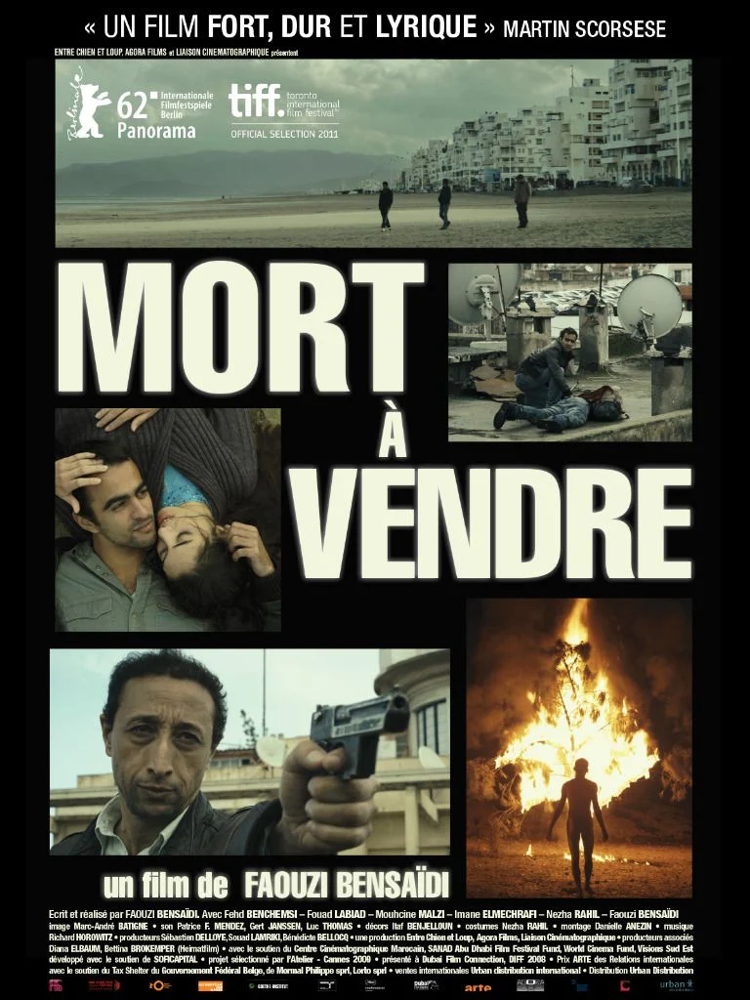 « UN FILM FORT, DUR ET LYRIQUE » MARTIN SCORSESE
ENTRE CHIEN ET LOUP, AGORA FILMS et LIAISON CINEMATOGRAPHIQUE présentent
Berlinale
62 Internationale
Filmfestspiele
Berlin
Panorama
tiff. toronto
international
film festival
OFFICIAL SELECTION 2011
MORT
À
VENDRE
un film de FAOUZI BENSAÏDI
Ecrit et réalisé par FAOUZI BENSAÏDI. Avec Fehd BENCHEMSI – Fouad LABIAD – Mouhcine MALZI – Imane ELMECHRAFI – Nezha RAHIL – Faouzi BENSAÏDI
image Marc-André BATIGNE • son Patrice F. MENDEZ, Gert JANSSEN, Luc THOMAS • décors Itaf BENJELLOUN • costumes Nezha RAHIL • montage Danielle ANEZIN • musique
Richard HOROWITZ • producteurs Sébastien DELLOYE, Souad LAMRIKI, Bénédicte BELLOCQ • une production Entre Chien et Loup, Agora Films, Liaison Cinématographique • producteurs associés
Diana ELBAUM, Bettina BROKEMPER (Heimatfilm) • avec le soutien du Centre Cinématographique Marocain, SANAD Abu Dhabi Film Festival Fund, World Cinema Fund, Visions Sud Est
développé avec le soutien de SOFICAPITAL • projet sélectionné par l'Atelier - Cannes 2009 • présenté à Dubai Film Connection, DIFF 2008 • Prix ARTE des Relations internationales
avec le soutien du Tax Shelter du Gouvernement Fédéral Belge, de Mormal Philippe sprl, Lorto sprl • ventes internationales Urban distribution international • Distribution Urban Distribution
GOETHE-INSTITUT
arte
urban